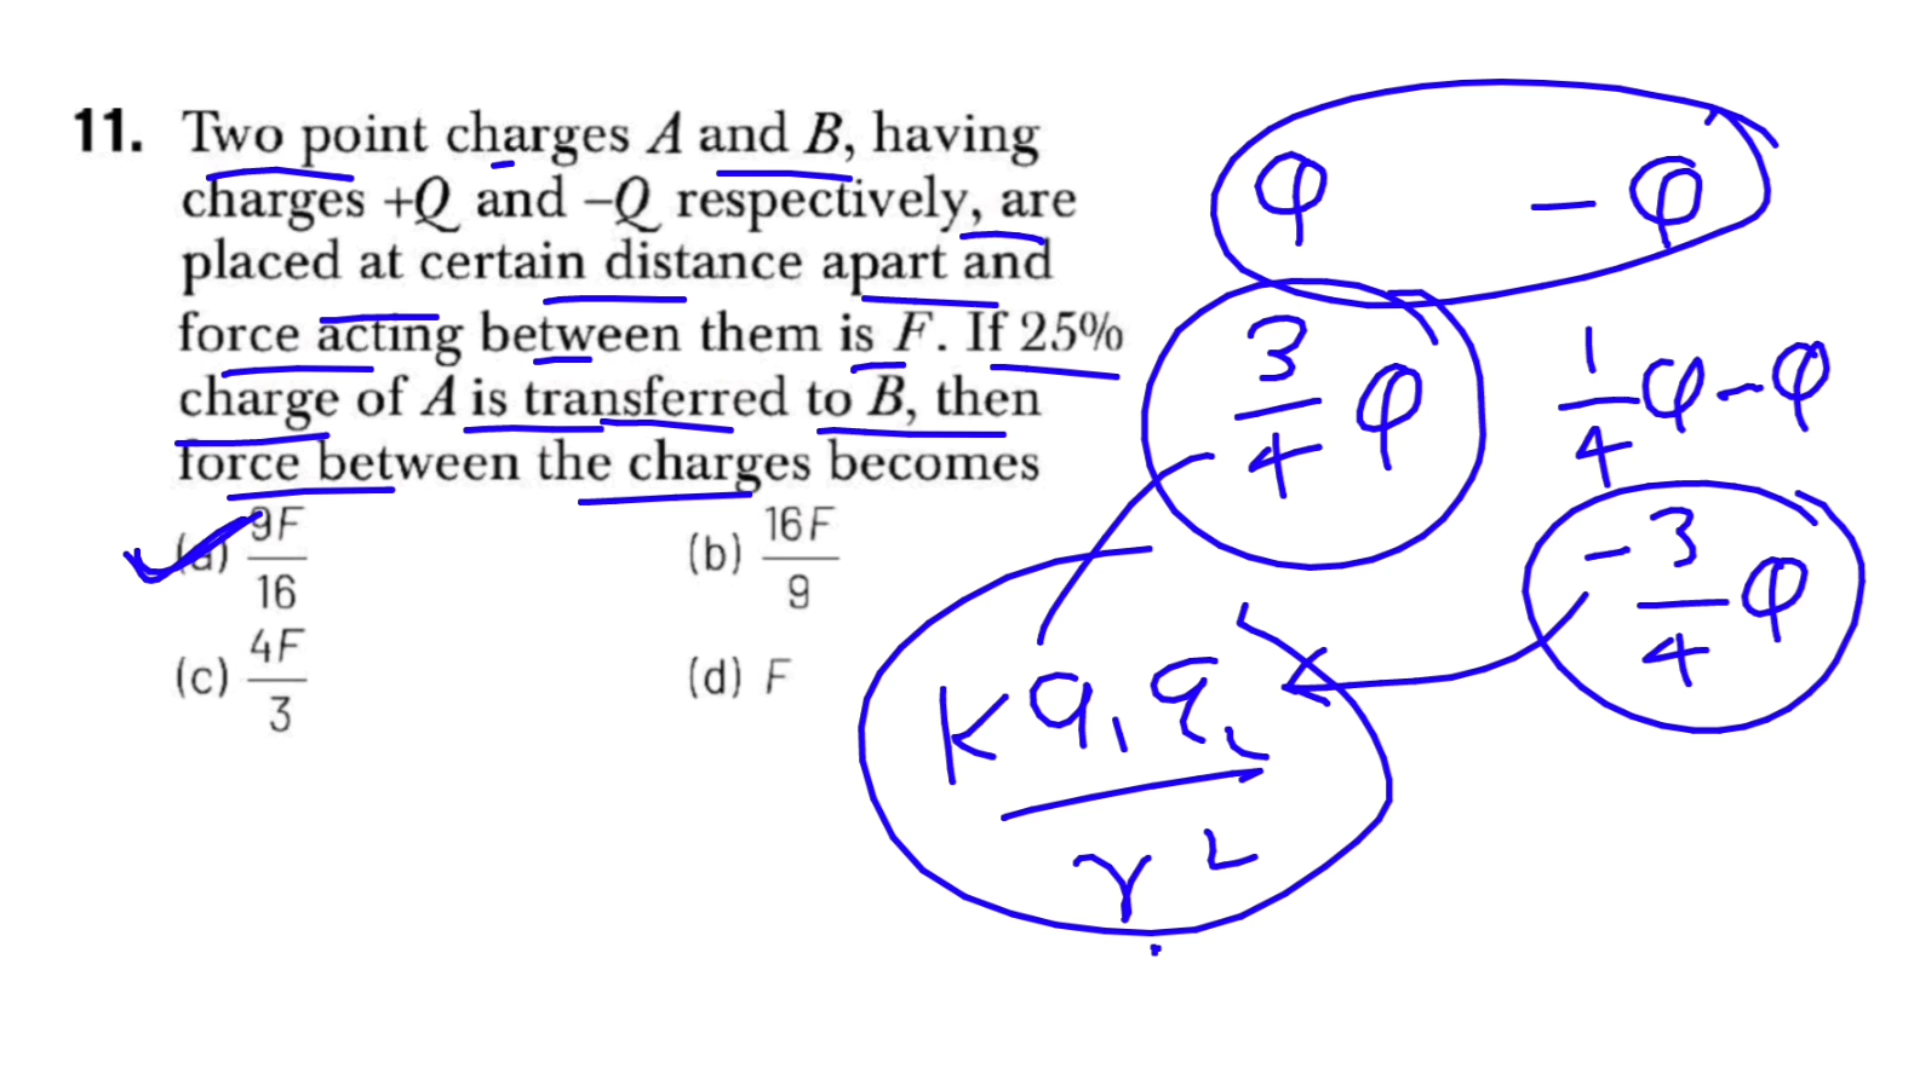 11. Two point charges A and B, having
charges +Q and –Q respectively, are
placed at certain distance apart and
force acting between them is F. If 25%
charge of A is transferred to B, then
force between the charges becomes
(a) 9F/16 (b) 16F/9
(c) 4F/3 (d) F
Q – Q
3/4 Q 1/4 Q – Q
– 3/4 Q
K q₁ q₂ / r²